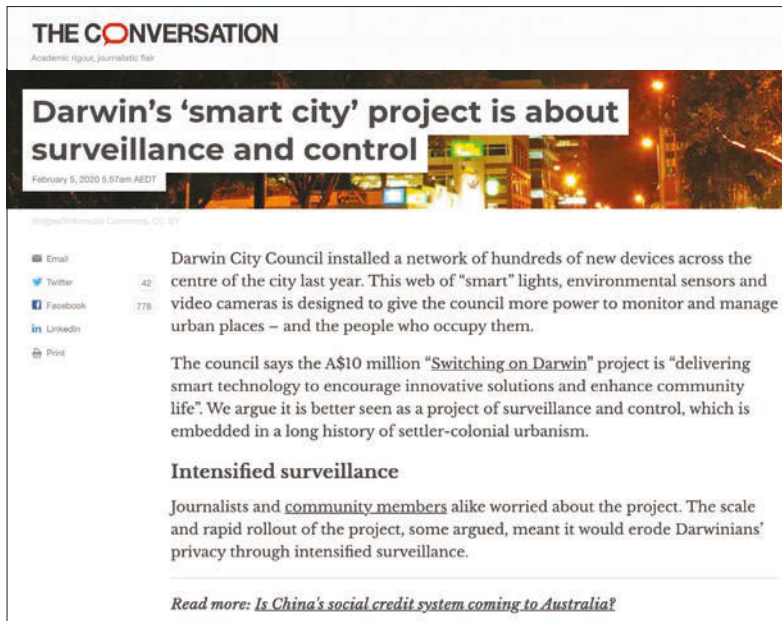 THE CONVERSATION
Academic rigour, journalistic flair
Darwin's 'smart city' project is about
surveillance and control
February 5, 2020 5.57am AEDT
Wikimedia Commons, CC BY
Email
Twitter 42
Facebook 778
LinkedIn
Print
Darwin City Council installed a network of hundreds of new devices across the
centre of the city last year. This web of “smart” lights, environmental sensors and
video cameras is designed to give the council more power to monitor and manage
urban places – and the people who occupy them.
The council says the A$10 million “Switching on Darwin” project is “delivering
smart technology to encourage innovative solutions and enhance community
life”. We argue it is better seen as a project of surveillance and control, which is
embedded in a long history of settler-colonial urbanism.
Intensified surveillance
Journalists and community members alike worried about the project. The scale
and rapid rollout of the project, some argued, meant it would erode Darwinians’
privacy through intensified surveillance.
Read more: Is China's social credit system coming to Australia?